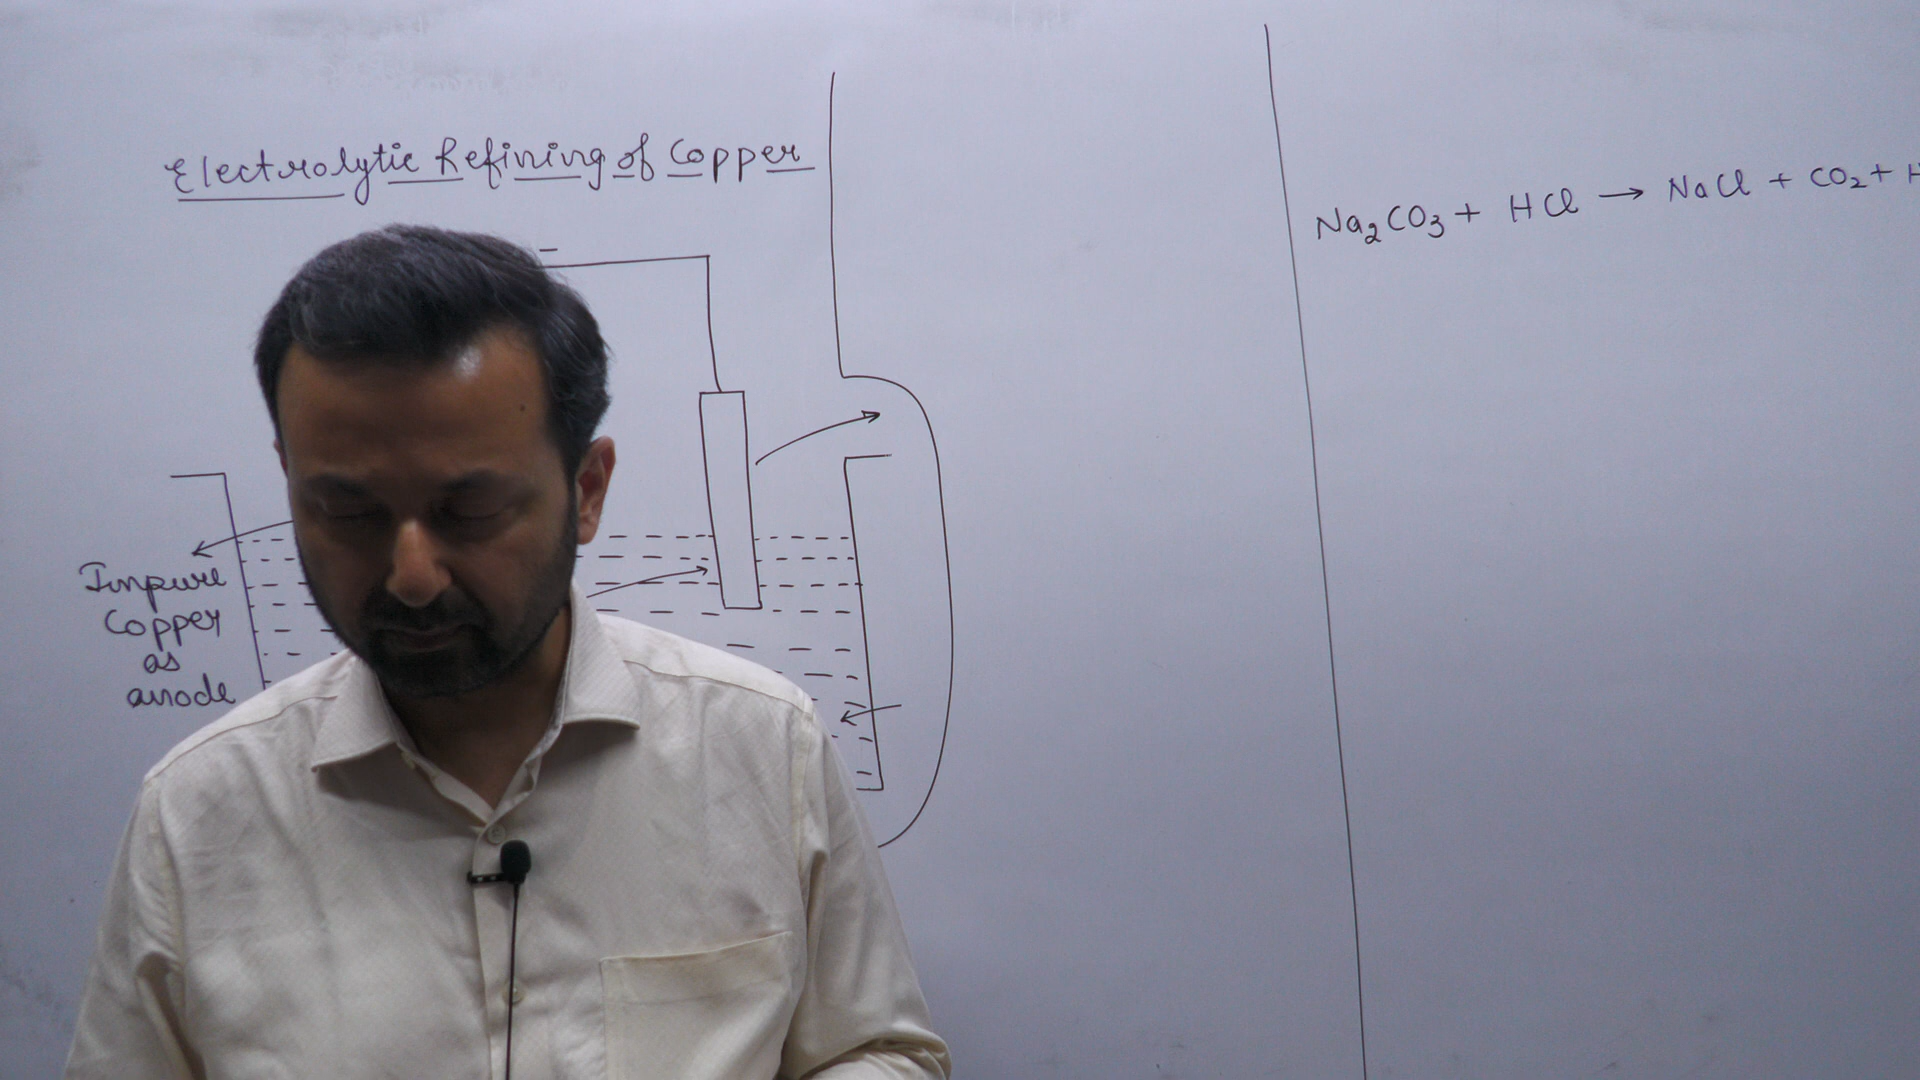 Electrolytic Refining of Copper
-
Impure
Copper
as
anode
Na₂CO₃ + HCl → NaCl + CO₂ + H